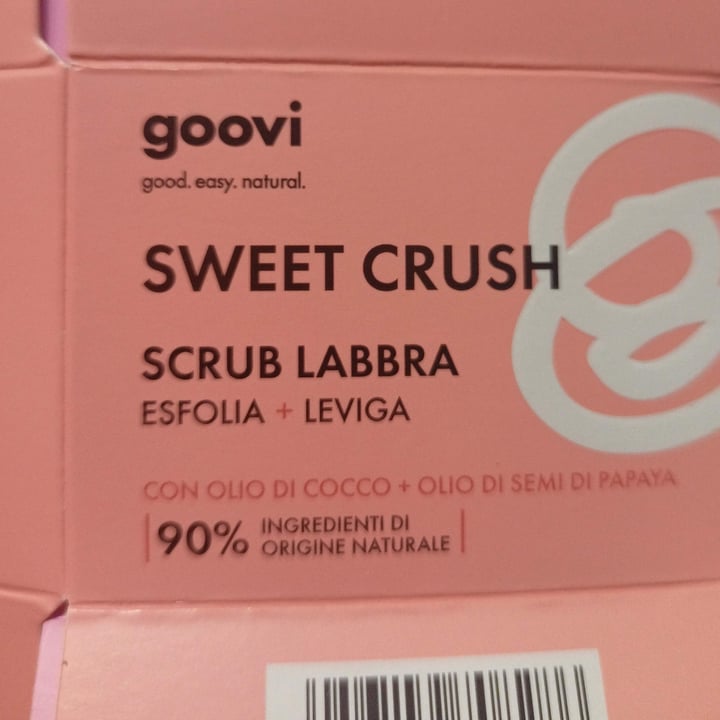 goovi
good. easy. natural.
SWEET CRUSH
SCRUB LABBRA
ESFOLIA + LEVIGA
CON OLIO DI COCCO + OLIO DI SEMI DI PAPAYA
90% INGREDIENTI DI
ORIGINE NATURALE